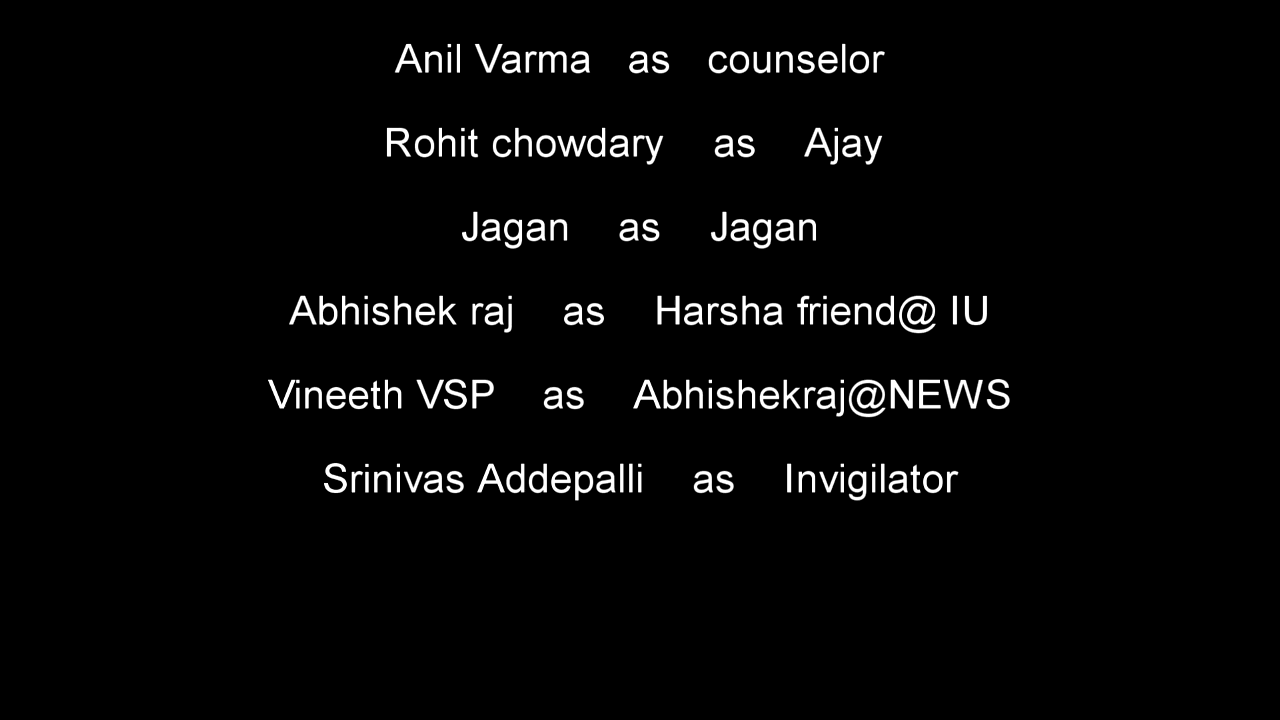 Anil Varma as counselor
Rohit chowdary as Ajay
Jagan as Jagan
Abhishek raj as Harsha friend@ IU
Vineeth VSP as Abhishekraj@NEWS
Srinivas Addepalli as Invigilator